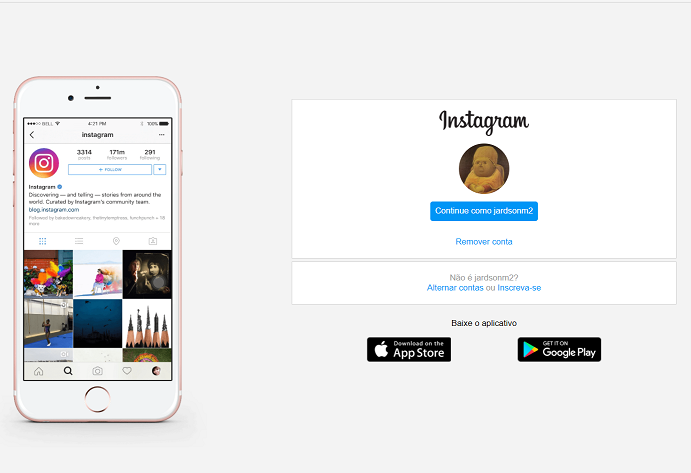 ●●●○○ BELL
4:21 PM
100%
instagram
3314
171m
291
posts
followers
following
+ FOLLOW
Instagram
Discovering — and telling — stories from around the
world. Curated by Instagram's community team.
blog.instagram.com
Followed by
+ 18
more
Instagram
Continue como jardsonm2
Remover conta
Não é jardsonm2?
Alternar contas ou Inscreva-se
Baixe o aplicativo
Download on the
App Store
GET IT ON
Google Play